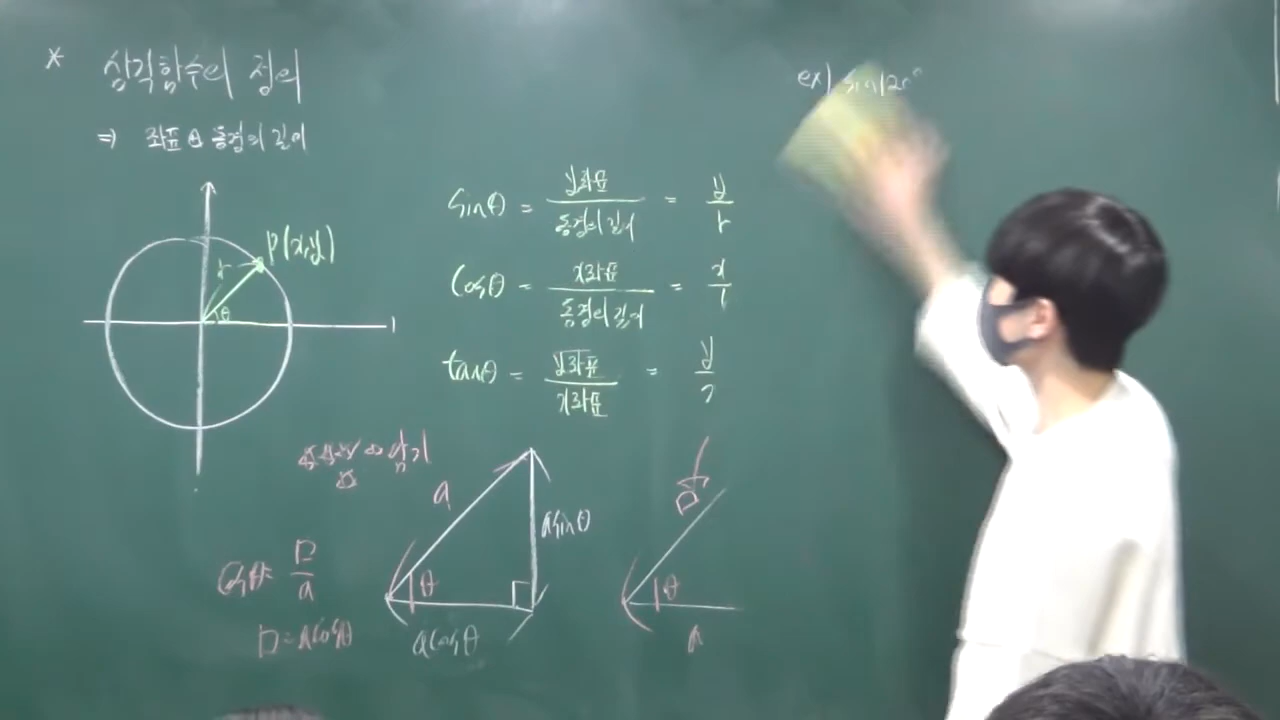 * 삼각함수의 정의
⇒ 좌표 & 동경의 길이
P(x,y)
r
θ
sinθ = y좌표/동경의 길이 = y/r
cosθ = x좌표/동경의 길이 = x/r
tanθ = y좌표/x좌표 = y/x
a
θ
asinθ
acosθ
cosθ = □/a
□ = acosθ
□
θ
a
ex) sin120°